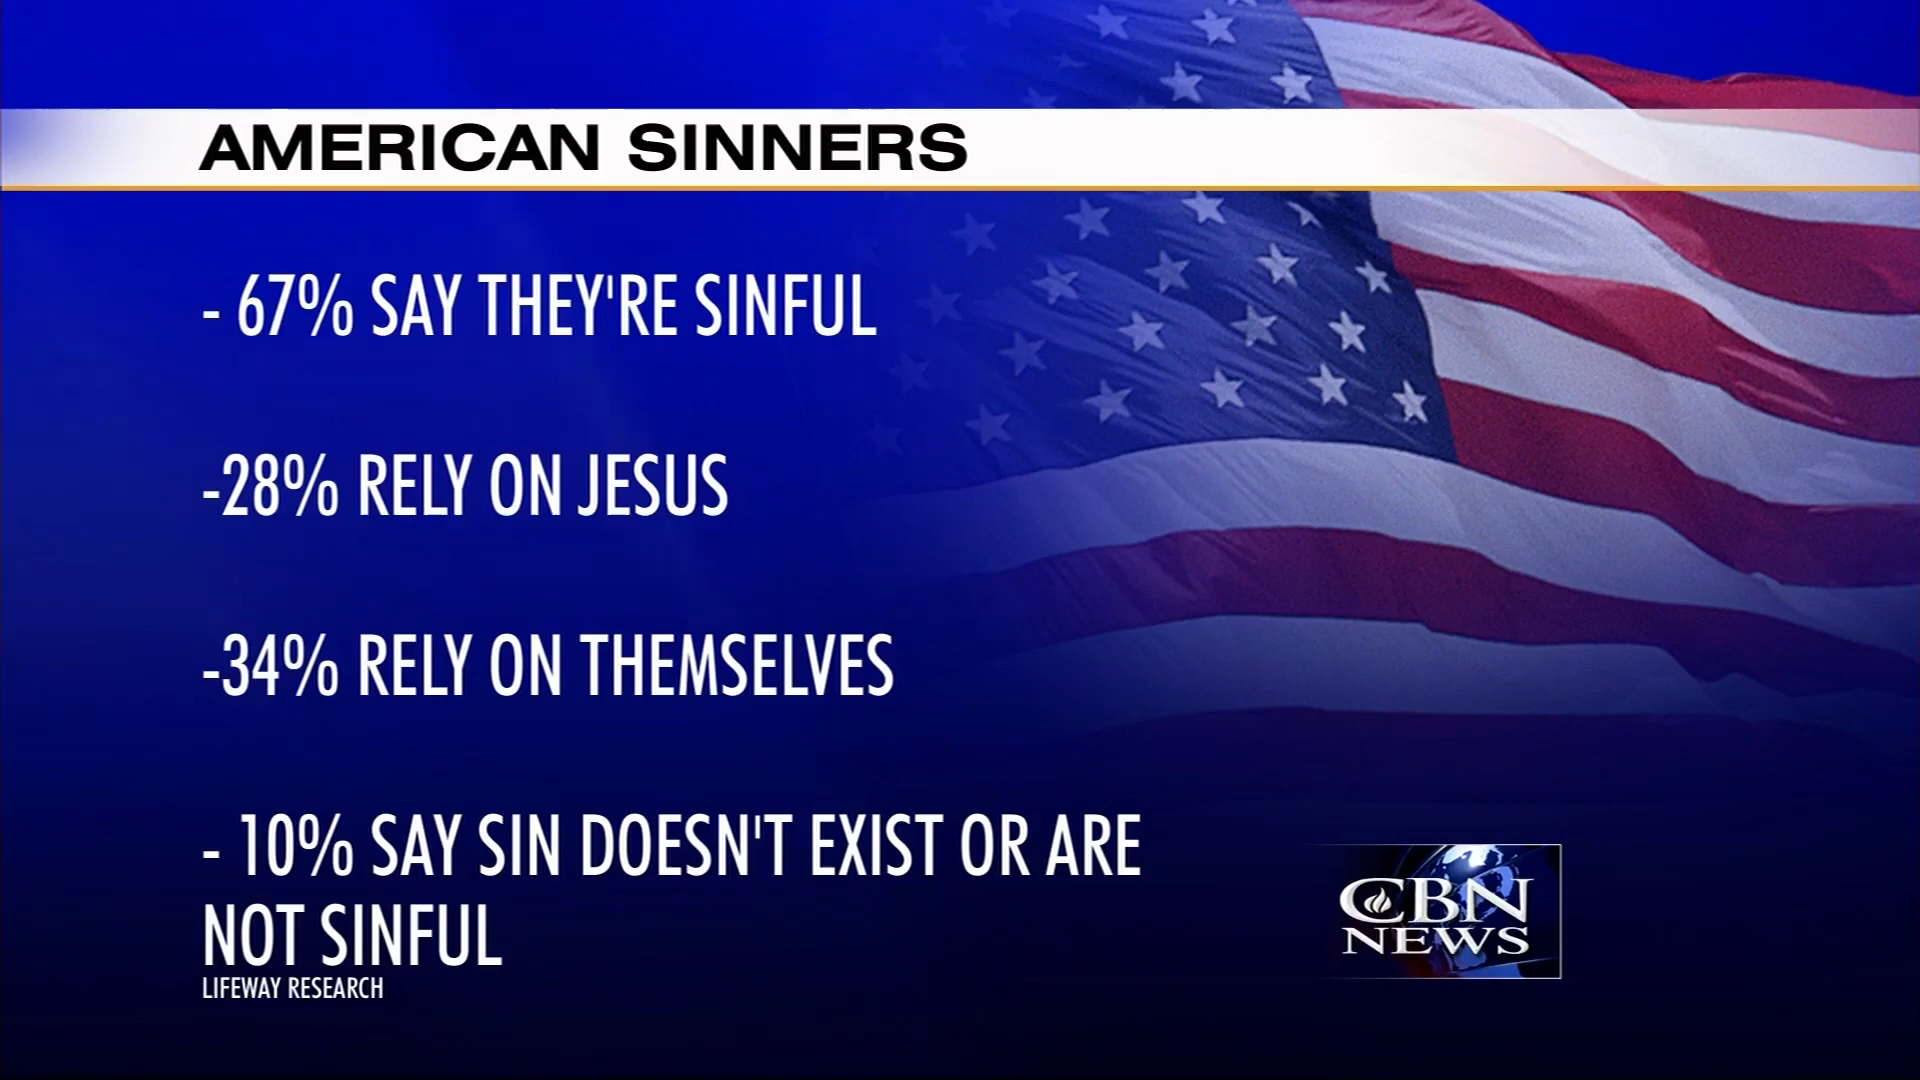 AMERICAN SINNERS
- 67% SAY THEY'RE SINFUL
-28% RELY ON JESUS
-34% RELY ON THEMSELVES
- 10% SAY SIN DOESN'T EXIST OR ARE
NOT SINFUL
LIFEWAY RESEARCH
CBN
NEWS